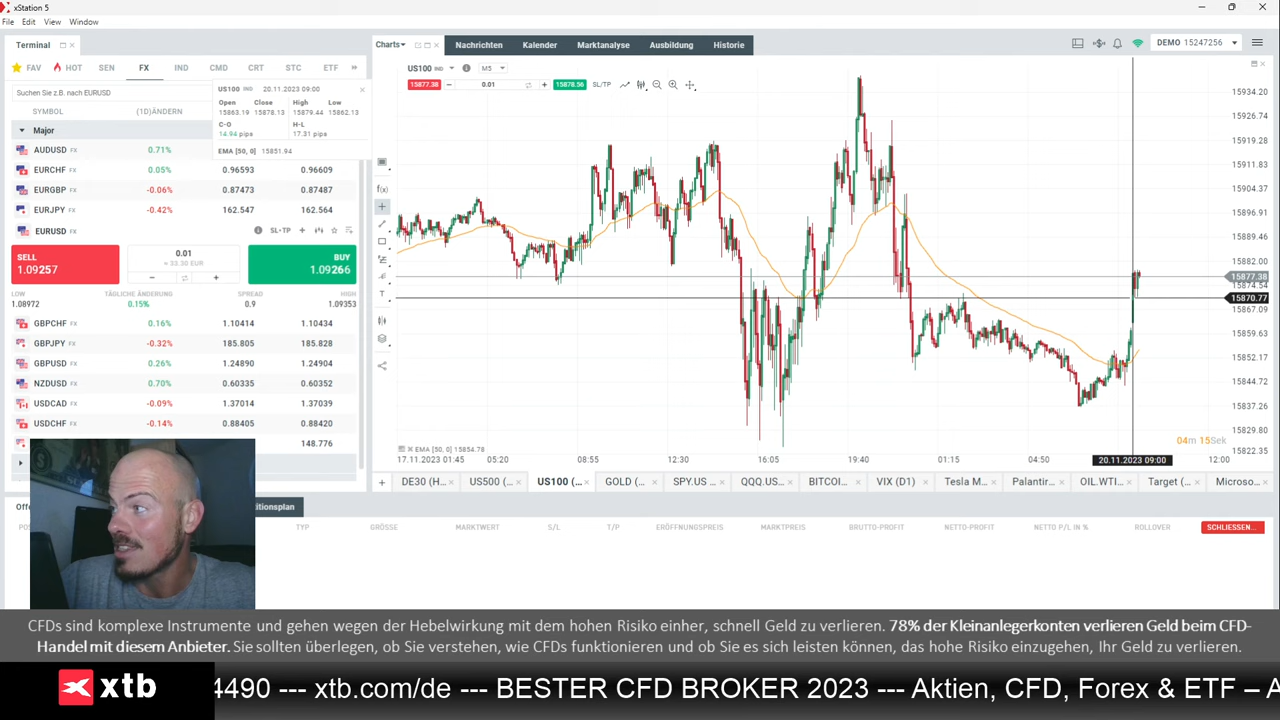 xStation 5
File Edit View Window
Terminal
FAV HOT SEN FX IND CMD CRT STC ETF
Suchen Sie z.B. nach EURUSD
SYMBOL (1D)ÄNDERN
Major
AUDUSD FX 0.71%
EURCHF FX 0.05% 0.96593 0.96609
EURGBP FX -0.06% 0.87473 0.87487
EURJPY FX -0.42% 162.547 162.564
EURUSD FX SL•TP
SELL 1.09257
0.01
≈ 33.30 EUR
BUY 1.09266
LOW TÄGLICHE ÄNDERUNG SPREAD HIGH
1.08972 0.15% 0.9 1.09353
GBPCHF FX 0.16% 1.10414 1.10434
GBPJPY FX -0.32% 185.805 185.828
GBPUSD FX 0.26% 1.24890 1.24904
NZDUSD FX 0.70% 0.60335 0.60352
USDCAD FX -0.09% 1.37014 1.37039
USDCHF FX -0.14% 0.88405 0.88420
148.776
US100 IND 20.11.2023 09:00
Open Close High Low
15863.19 15878.13 15879.44 15862.13
C-O H-L
14.94 pips 17.31 pips
EMA [50, 0] 15851.94
Charts Nachrichten Kalender Marktanalyse Ausbildung Historie
DEMO 15247256
US100 IND M5
15877.38 0.01 15878.56 SL/TP
15934.20
15926.74
15919.28
15911.83
15904.37
15896.91
15889.46
15882.00
15877.38
15874.54
15870.77
15867.09
15859.63
15852.17
15844.72
15837.26
15829.80
15822.35
04m 15Sek
EMA [50, 0] 15854.78
17.11.2023 01:45 05:20 08:55 12:30 16:05 19:40 01:15 04:50 20.11.2023 09:00 12:00
DE30 (H... US500 (... US100 (... GOLD (... SPY.US ... QQQ.US... BITCOI... VIX (D1) Tesla M... Palantir... OIL.WTI... Target (... Microso...
itionsplan
TYP GRÖSSE MARKTWERT S/L T/P ERÖFFNUNGSPREIS MARKTPREIS BRUTTO-PROFIT NETTO-PROFIT NETTO P/L IN % ROLLOVER SCHLIESSEN...
CFDs sind komplexe Instrumente und gehen wegen der Hebelwirkung mit dem hohen Risiko einher, schnell Geld zu verlieren. 78% der Kleinanlegerkonten verlieren Geld beim CFD-
Handel mit diesem Anbieter. Sie sollten überlegen, ob Sie verstehen, wie CFDs funktionieren und ob Sie es sich leisten können, das hohe Risiko einzugehen, Ihr Geld zu verlieren.
xtb 4490 --- xtb.com/de --- BESTER CFD BROKER 2023 --- Aktien, CFD, Forex & ETF –